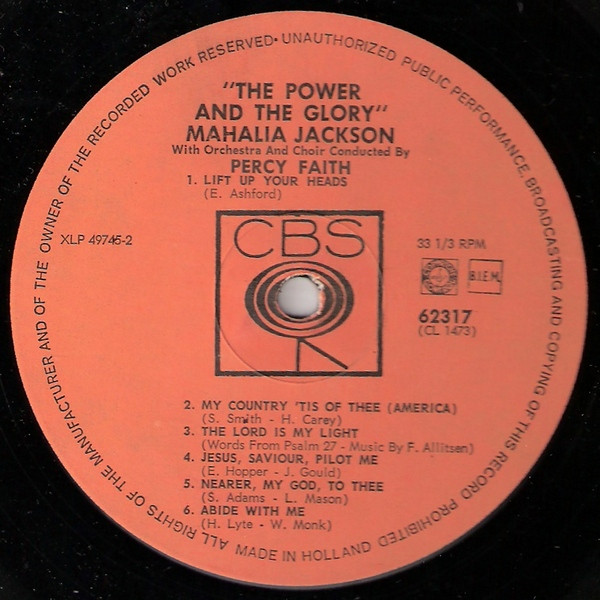 ALL RIGHTS OF THE MANUFACTURER AND OF THE OWNER OF THE RECORDED WORK RESERVED • UNAUTHORIZED PUBLIC PERFORMANCE, BROADCASTING AND COPYING OF THIS RECORD PROHIBITED
"THE POWER
AND THE GLORY"
MAHALIA JACKSON
With Orchestra And Choir Conducted By
PERCY FAITH
1. LIFT UP YOUR HEADS
(E. Ashford)
CBS
XLP 49745-2
33 1/3 RPM
B.I.E.M.
62317
(CL 1473)
2. MY COUNTRY 'TIS OF THEE (AMERICA)
(S. Smith - H. Carey)
3. THE LORD IS MY LIGHT
(Words From Psalm 27 - Music By F. Allitsen)
4. JESUS, SAVIOUR, PILOT ME
(E. Hopper - J. Gould)
5. NEARER, MY GOD, TO THEE
(S. Adams - L. Mason)
6. ABIDE WITH ME
(H. Lyte - W. Monk)
MADE IN HOLLAND